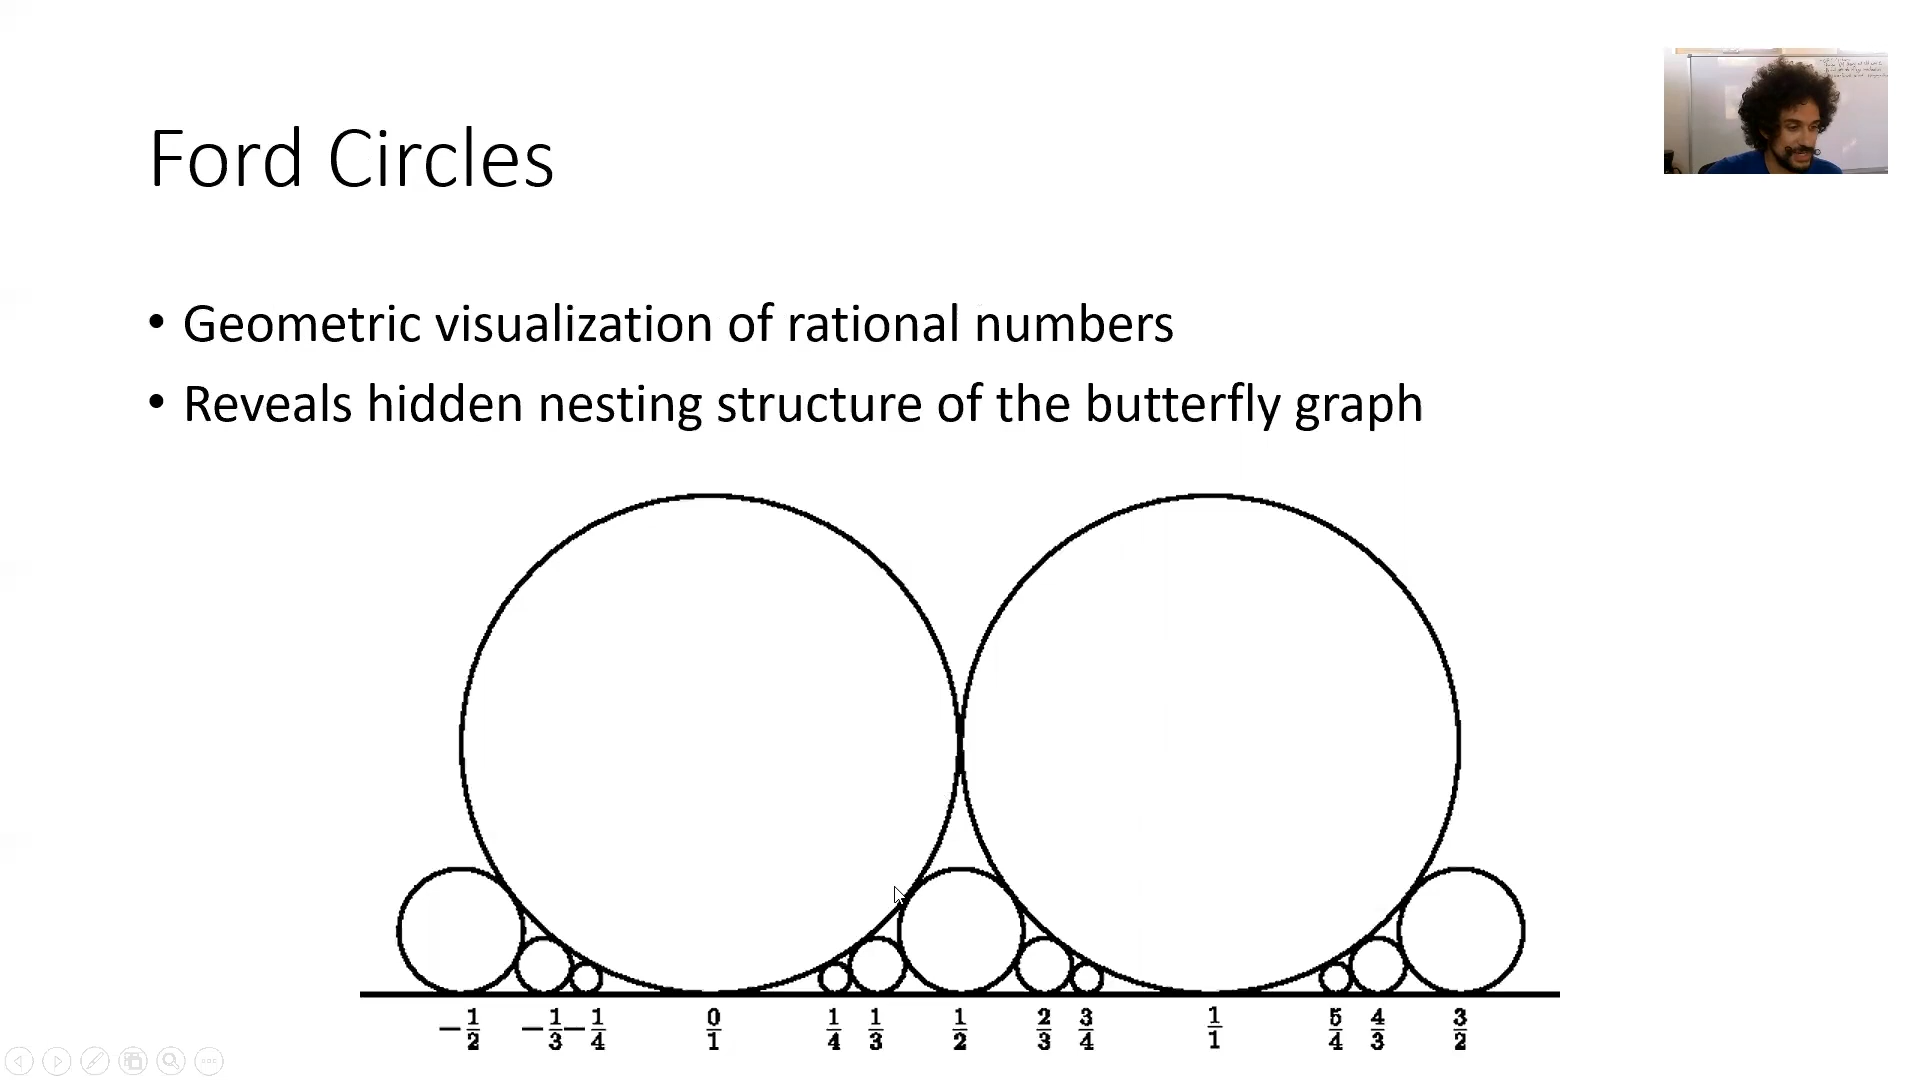 Ford Circles
• Geometric visualization of rational numbers
• Reveals hidden nesting structure of the butterfly graph
-1/2 -1/3 -1/4 0/1 1/4 1/3 1/2 2/3 3/4 1/1 5/4 4/3 3/2